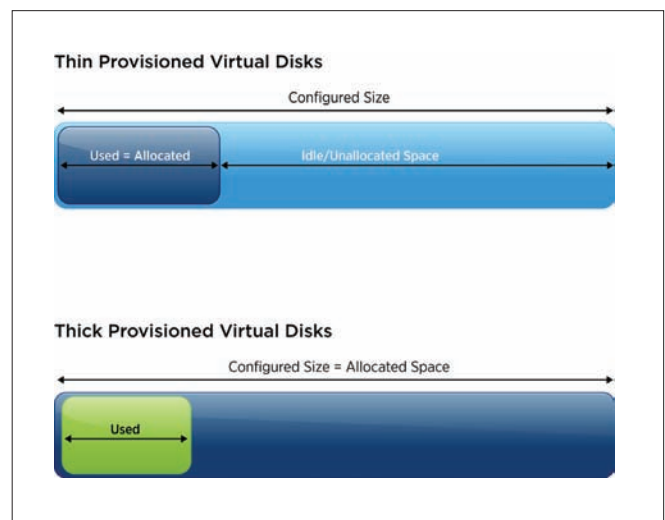 Thin Provisioned Virtual Disks
Configured Size
Used = Allocated
Idle/Unallocated Space
Thick Provisioned Virtual Disks
Configured Size = Allocated Space
Used